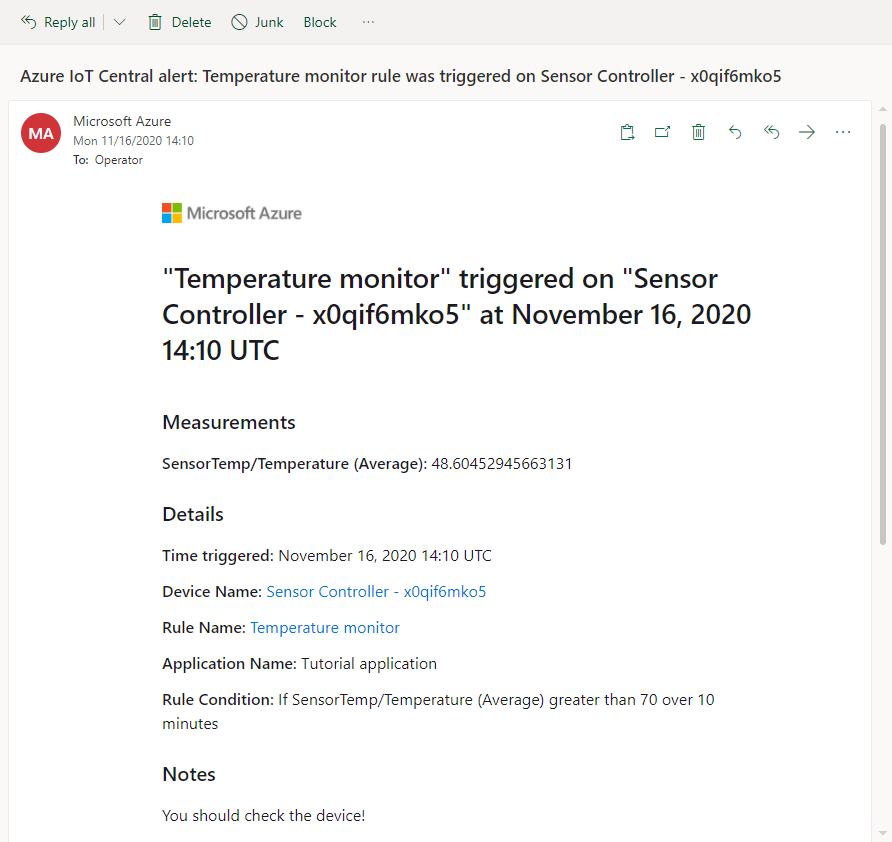 Reply all
Delete
Junk
Block
Azure IoT Central alert: Temperature monitor rule was triggered on Sensor Controller - x0qif6mko5
MA
Microsoft Azure
Mon 11/16/2020 14:10
To: Operator
Microsoft Azure
"Temperature monitor" triggered on "Sensor
Controller - x0qif6mko5" at November 16, 2020
14:10 UTC
Measurements
SensorTemp/Temperature (Average): 48.60452945663131
Details
Time triggered: November 16, 2020 14:10 UTC
Device Name: Sensor Controller - x0qif6mko5
Rule Name: Temperature monitor
Application Name: Tutorial application
Rule Condition: If SensorTemp/Temperature (Average) greater than 70 over 10
minutes
Notes
You should check the device!